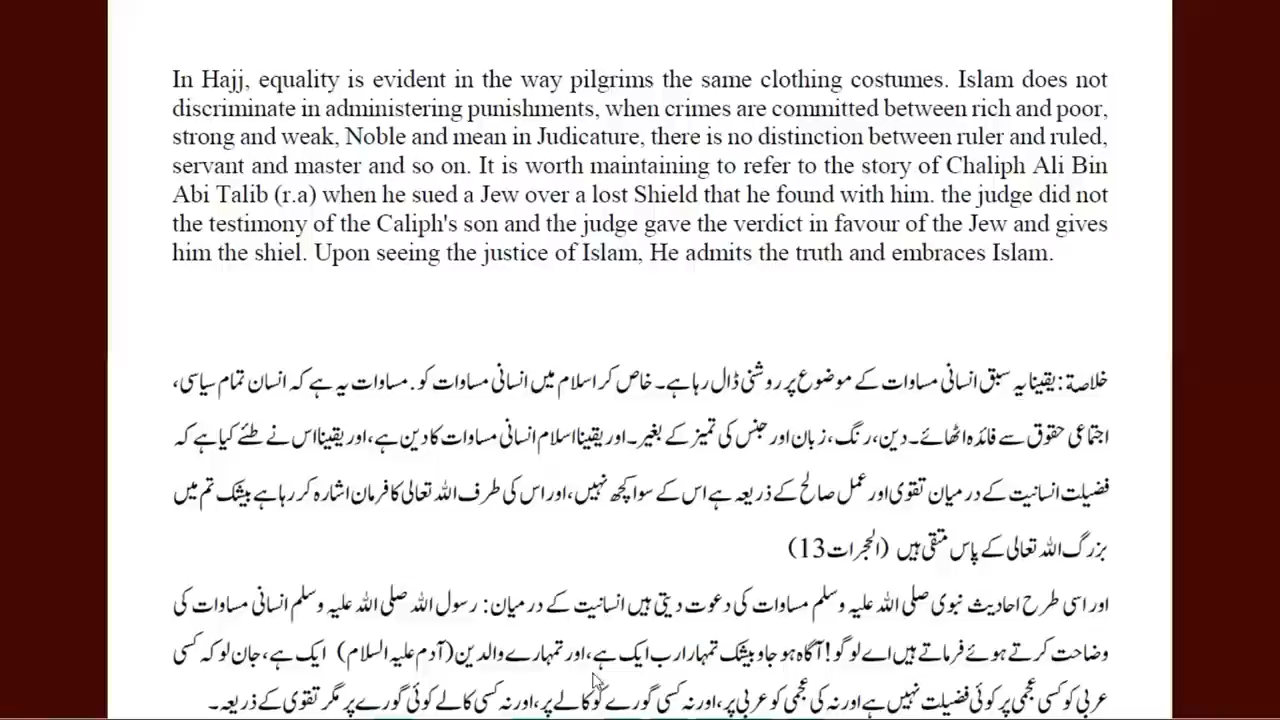 In Hajj, equality is evident in the way pilgrims the same clothing costumes. Islam does not
discriminate in administering punishments, when crimes are committed between rich and poor,
strong and weak, Noble and mean in Judicature, there is no distinction between ruler and ruled,
servant and master and so on. It is worth maintaining to refer to the story of Chaliph Ali Bin
Abi Talib (r.a) when he sued a Jew over a lost Shield that he found with him. the judge did not
the testimony of the Caliph's son and the judge gave the verdict in favour of the Jew and gives
him the shiel. Upon seeing the justice of Islam, He admits the truth and embraces Islam.
خلاصة: یقینا یہ سبق انسانی مساوات کے موضوع پر روشنی ڈال رہا ہے۔ خاص کر اسلام میں انسانی مساوات کو. مساوات یہ ہے کہ انسان تمام سیاسی،
اجتماعی حقوق سے فائدہ اٹھائے۔ دین، رنگ، زبان اور جنس کی تمیز کے بغیر۔ اور یقینا اسلام انسانی مساوات کا دین ہے، اور یقینا اس نے طئے کیا ہے کہ
فضیلت انسانیت کے درمیان تقوی اور عمل صالح کے ذریعہ ہے اس کے سوا کچھ نہیں، اور اس کی طرف اللہ تعالی کا فرمان اشارہ کر رہا ہے بیشک تم میں
بزرگ اللہ تعالی کے پاس متقی ہیں (الحجرات 13)
اور اسی طرح احادیث نبوی صلی اللہ علیہ وسلم مساوات کی دعوت دیتی ہیں انسانیت کے درمیان: رسول اللہ صلی اللہ علیہ وسلم انسانی مساوات کی
وضاحت کرتے ہوئے فرماتے ہیں اے لوگو! آگاہ ہو جاو بیشک تمہارا رب ایک ہے، اور تمہارے والدین (آدم علیہ السلام) ایک ہے، جان لو کہ کسی
عربی کو کسی عجمی پر کوئی فضیلت نہیں ہے اور نہ کی عجمی کو عربی پر، اور نہ کسی گورے کو کالے پر، اور نہ کسی کالے کوئی گورے پر مگر تقوی کے ذریعہ۔